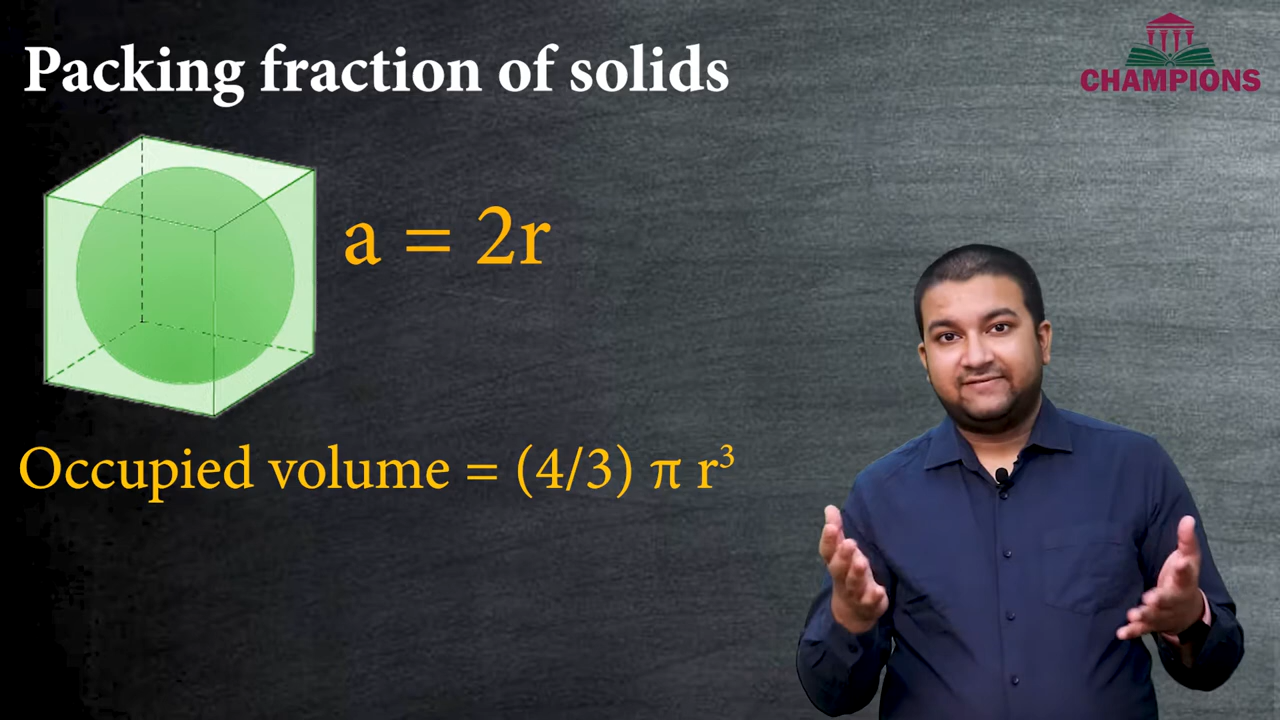 Packing fraction of solids
CHAMPIONS
a = 2r
Occupied volume = (4/3) π r³